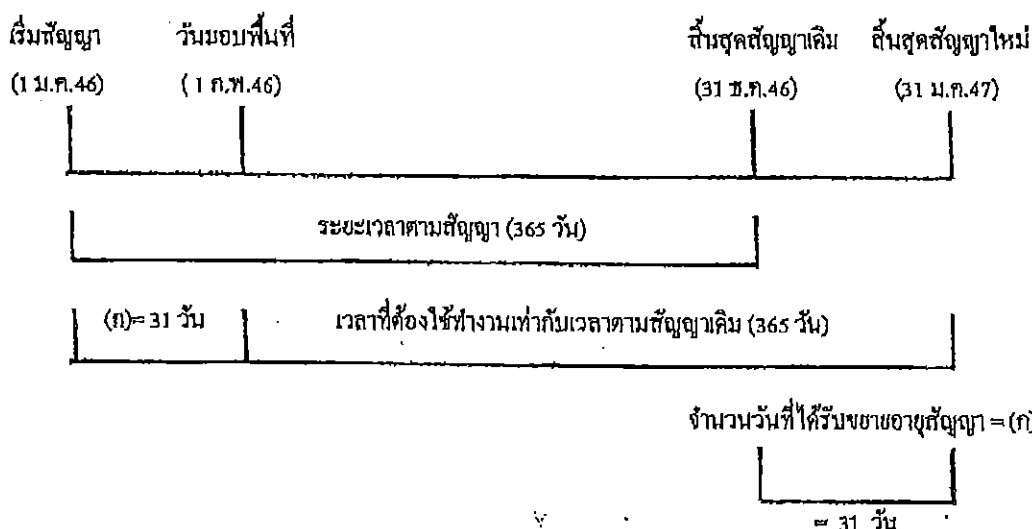 เริ่มสัญญา วันมอบพื้นที่ สิ้นสุดสัญญาเดิม สิ้นสุดสัญญาใหม่
(1 ม.ค.46) (1 ก.พ.46) (31 ธ.ค.46) (31 ม.ค.47)
ระยะเวลาตามสัญญา (365 วัน)
(ก)= 31 วัน เวลาที่ต้องใช้ทำงานเท่ากับเวลาตามสัญญาเดิม (365 วัน)
จำนวนวันที่ได้รับขยายอายุสัญญา = (ก)
= 31 วัน